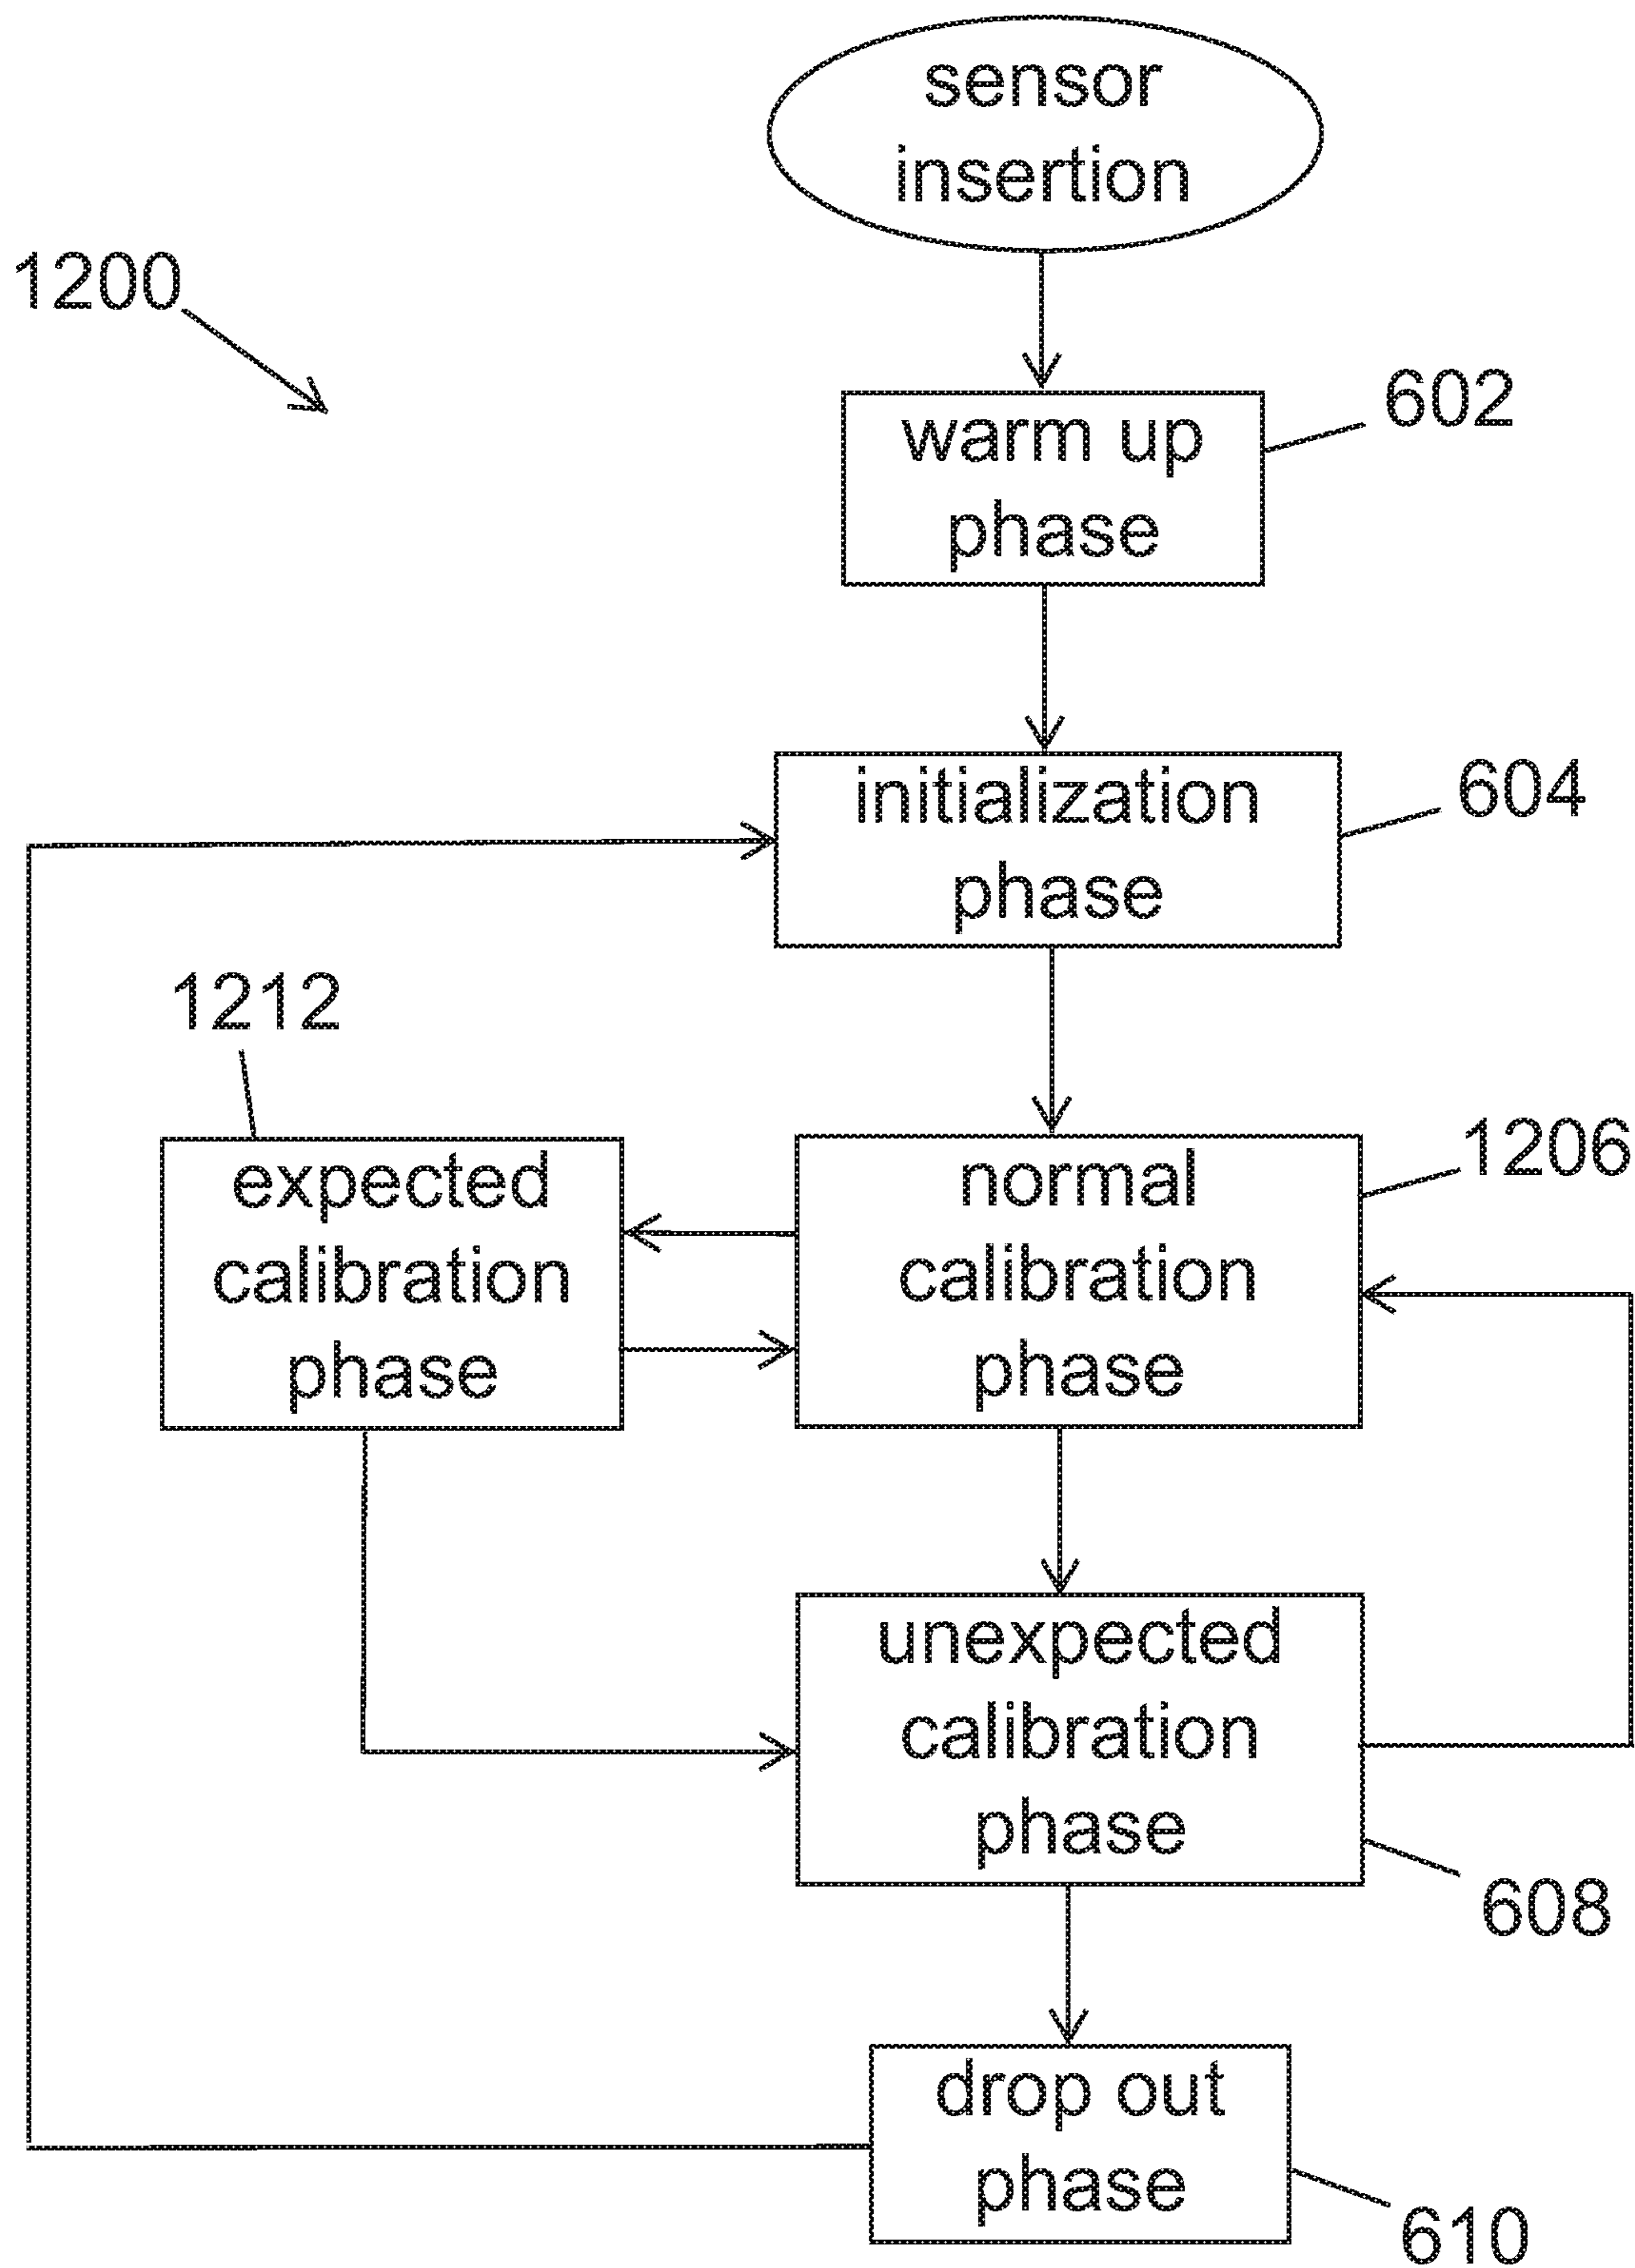 sensor
insertion
1200
602
warm up
phase
604
initialization
phase
1212
1206
expected
calibration
phase
normal
calibration
phase
unexpected
calibration
phase
608
drop out
phase
610